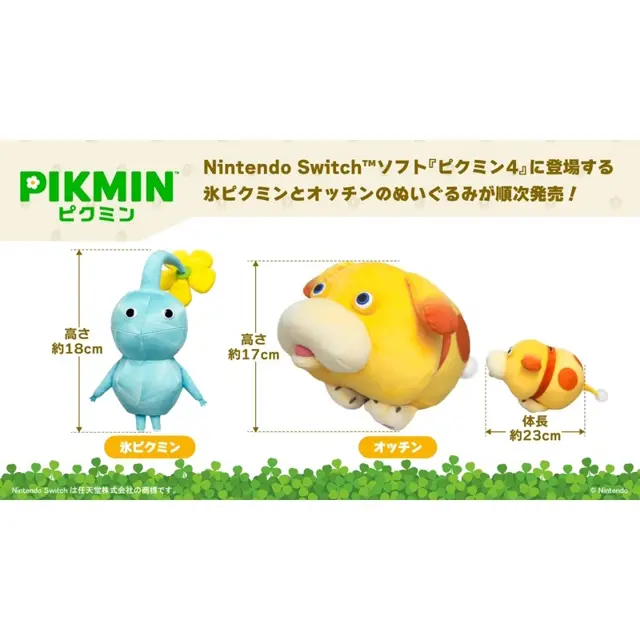 PIKMIN™
ピクミン
Nintendo Switch™ソフト『ピクミン4』に登場する
氷ピクミンとオッチンのぬいぐるみが順次発売！
高さ
約18cm
氷ピクミン
高さ
約17cm
オッチン
体長
約23cm
Nintendo Switch は任天堂株式会社の商標です。
© Nintendo